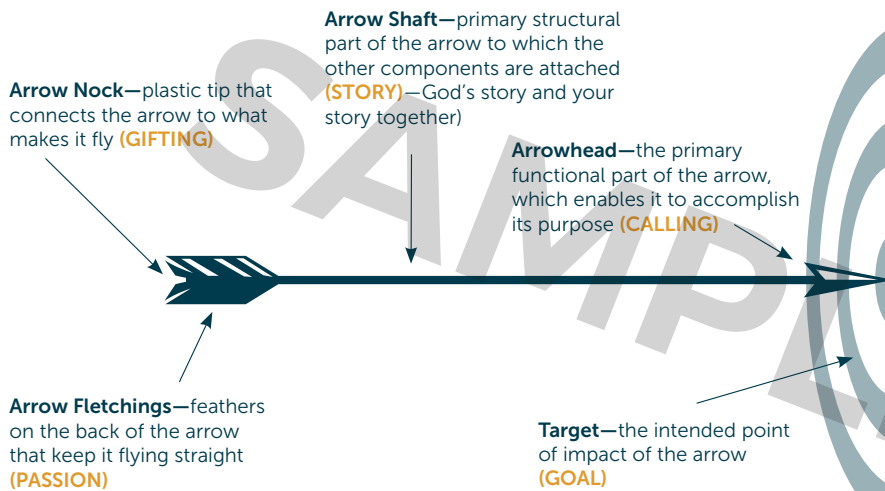 Arrow Shaft—primary structural
part of the arrow to which the
other components are attached
(STORY)—God's story and your
story together)
Arrow Nock—plastic tip that
connects the arrow to what
makes it fly (GIFTING)
Arrowhead—the primary
functional part of the arrow,
which enables it to accomplish
its purpose (CALLING)
Arrow Fletchings—feathers
on the back of the arrow
that keep it flying straight
(PASSION)
Target—the intended point
of impact of the arrow
(GOAL)
SAMPL